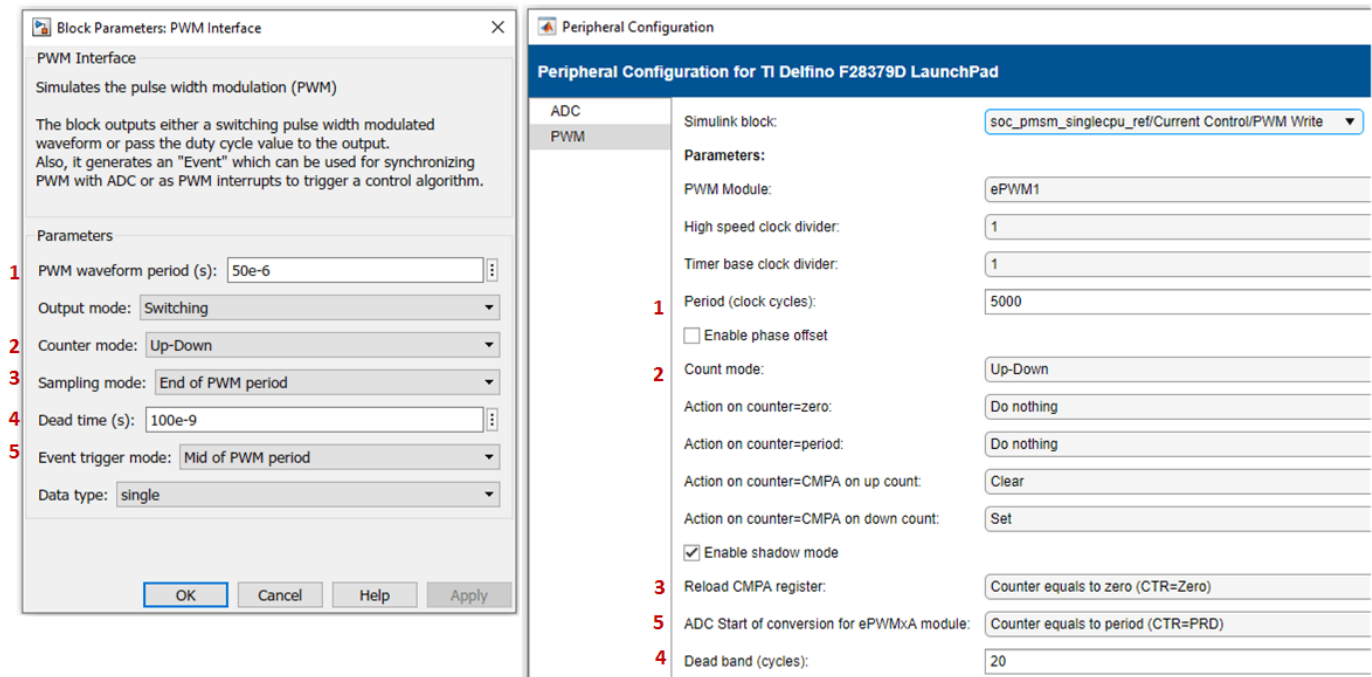 Block Parameters: PWM Interface
PWM Interface
Simulates the pulse width modulation (PWM)
The block outputs either a switching pulse width modulated
waveform or pass the duty cycle value to the output.
Also, it generates an "Event" which can be used for synchronizing
PWM with ADC or as PWM interrupts to trigger a control algorithm.
Parameters
1 PWM waveform period (s): 50e-6
Output mode: Switching
2 Counter mode: Up-Down
3 Sampling mode: End of PWM period
4 Dead time (s): 100e-9
5 Event trigger mode: Mid of PWM period
Data type: single
OK Cancel Help Apply
Peripheral Configuration
Peripheral Configuration for TI Delfino F28379D LaunchPad
ADC
PWM
Simulink block: soc_pmsm_singlecpu_ref/Current Control/PWM Write
Parameters:
PWM Module: ePWM1
High speed clock divider: 1
Timer base clock divider: 1
1 Period (clock cycles): 5000
Enable phase offset
2 Count mode: Up-Down
Action on counter=zero: Do nothing
Action on counter=period: Do nothing
Action on counter=CMPA on up count: Clear
Action on counter=CMPA on down count: Set
Enable shadow mode
3 Reload CMPA register: Counter equals to zero (CTR=Zero)
5 ADC Start of conversion for ePWMxA module: Counter equals to period (CTR=PRD)
4 Dead band (cycles): 20